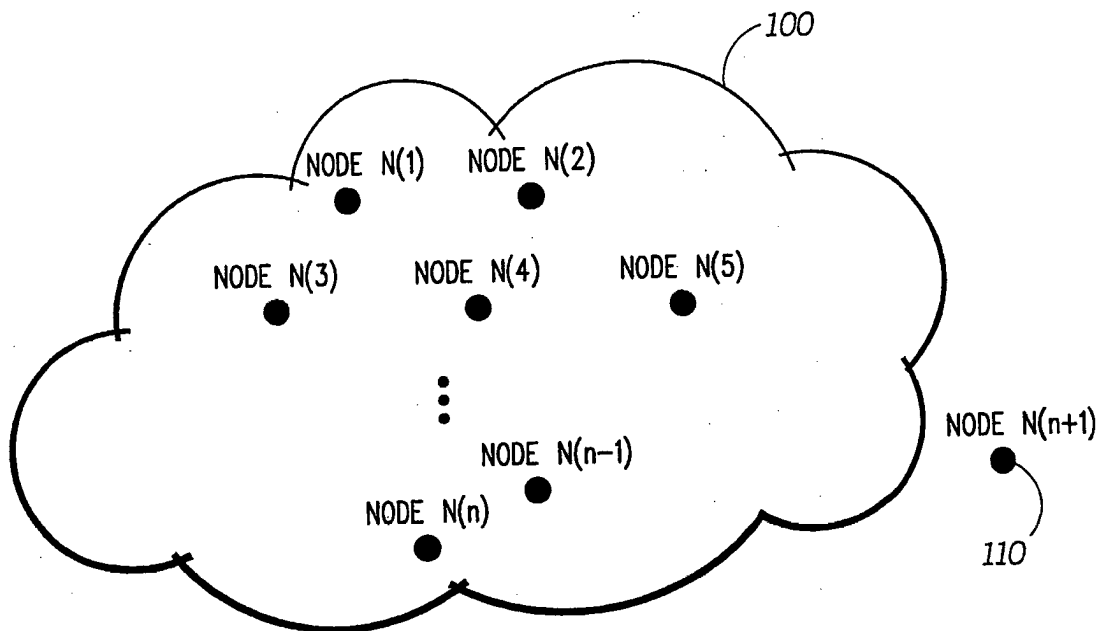 100
NODE N(1)
NODE N(2)
NODE N(3)
NODE N(4)
NODE N(5)
NODE N(n-1)
NODE N(n)
NODE N(n+1)
110